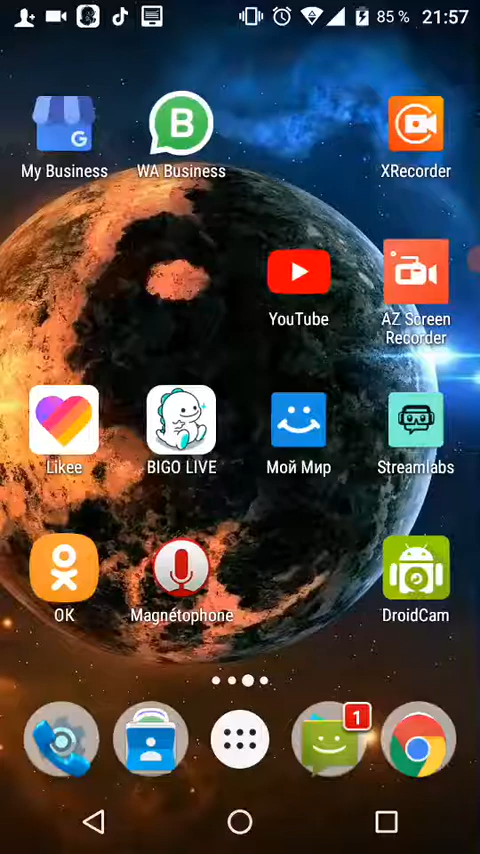 85 % 21:57
G
B
My Business WA Business XRecorder
YouTube AZ Screen
Recorder
Likee BIGO LIVE Мой Мир Streamlabs
OK Magnétophone DroidCam
1